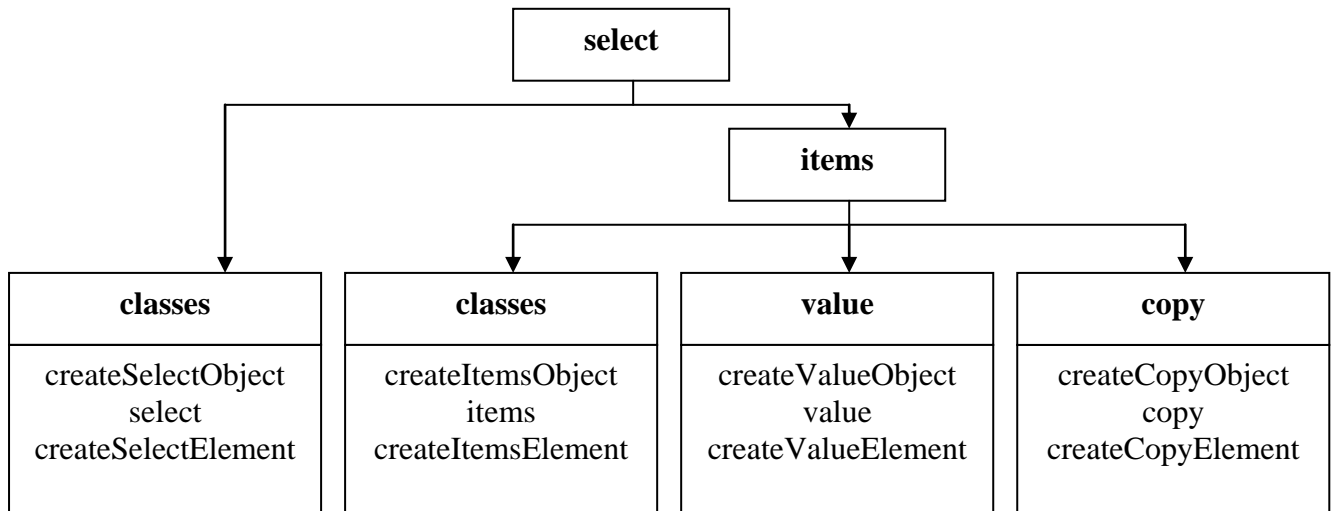 select
items
classes
createSelectObject
select
createSelectElement
classes
createItemsObject
items
createItemsElement
value
createValueObject
value
createValueElement
copy
createCopyObject
copy
createCopyElement